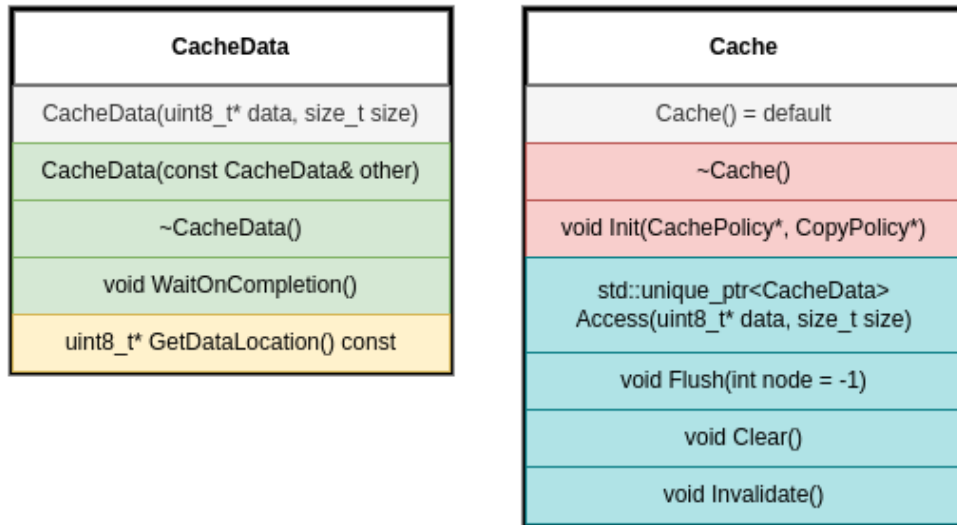 CacheData
CacheData(uint8_t* data, size_t size)
CacheData(const CacheData& other)
~CacheData()
void WaitOnCompletion()
uint8_t* GetDataLocation() const
Cache
Cache() = default
~Cache()
void Init(CachePolicy*, CopyPolicy*)
std::unique_ptr<CacheData>
Access(uint8_t* data, size_t size)
void Flush(int node = -1)
void Clear()
void Invalidate()